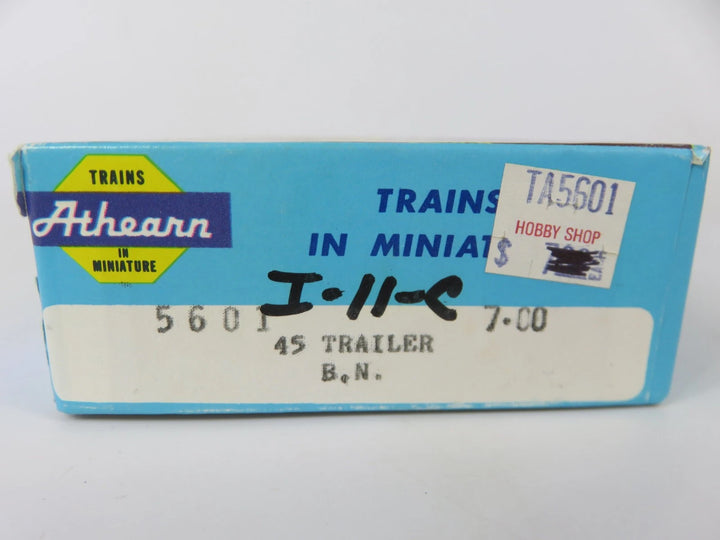 TRAINS
Athearn
IN
MINIATURE
TRAINS
IN MINIAT
TA5601
HOBBY SHOP
$
I-11-C
5601 7.00
45 TRAILER
B.N.